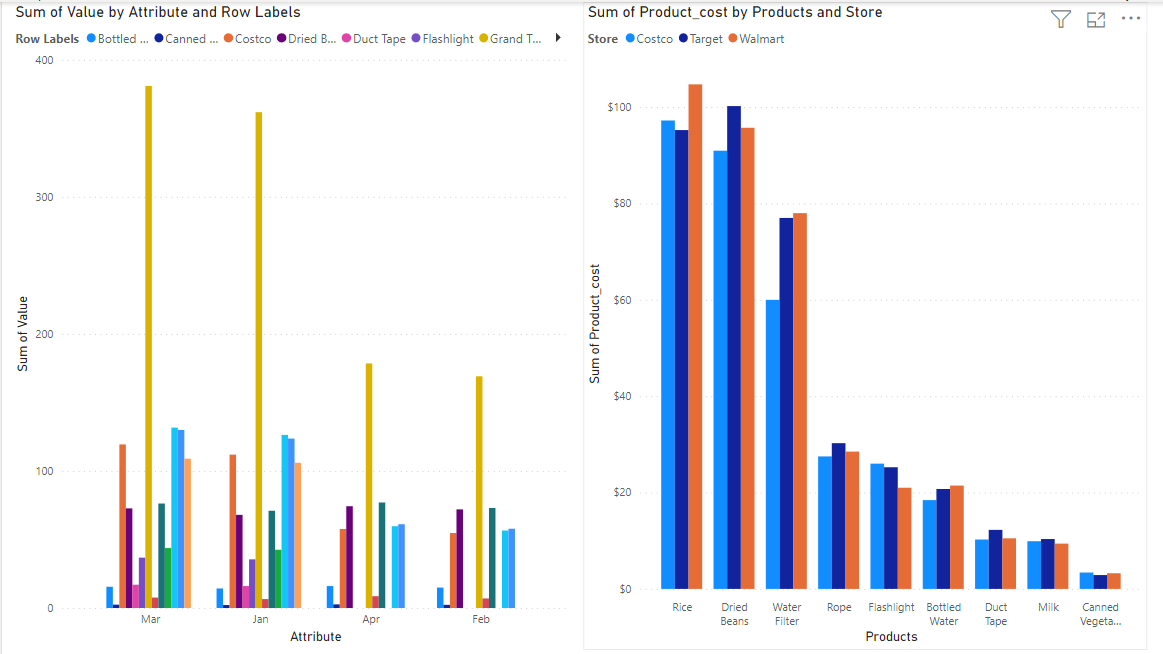 Sum of Value by Attribute and Row Labels
Row Labels Bottled ... Canned ... Costco Dried B... Duct Tape Flashlight Grand T...
400
300
200
100
0
Sum of Value
Mar Jan Apr Feb
Attribute
Sum of Product_cost by Products and Store
Store Costco Target Walmart
$100
$80
$60
$40
$20
$0
Sum of Product_cost
Rice Dried Beans Water Filter Rope Flashlight Bottled Water Duct Tape Milk Canned Vegeta...
Products